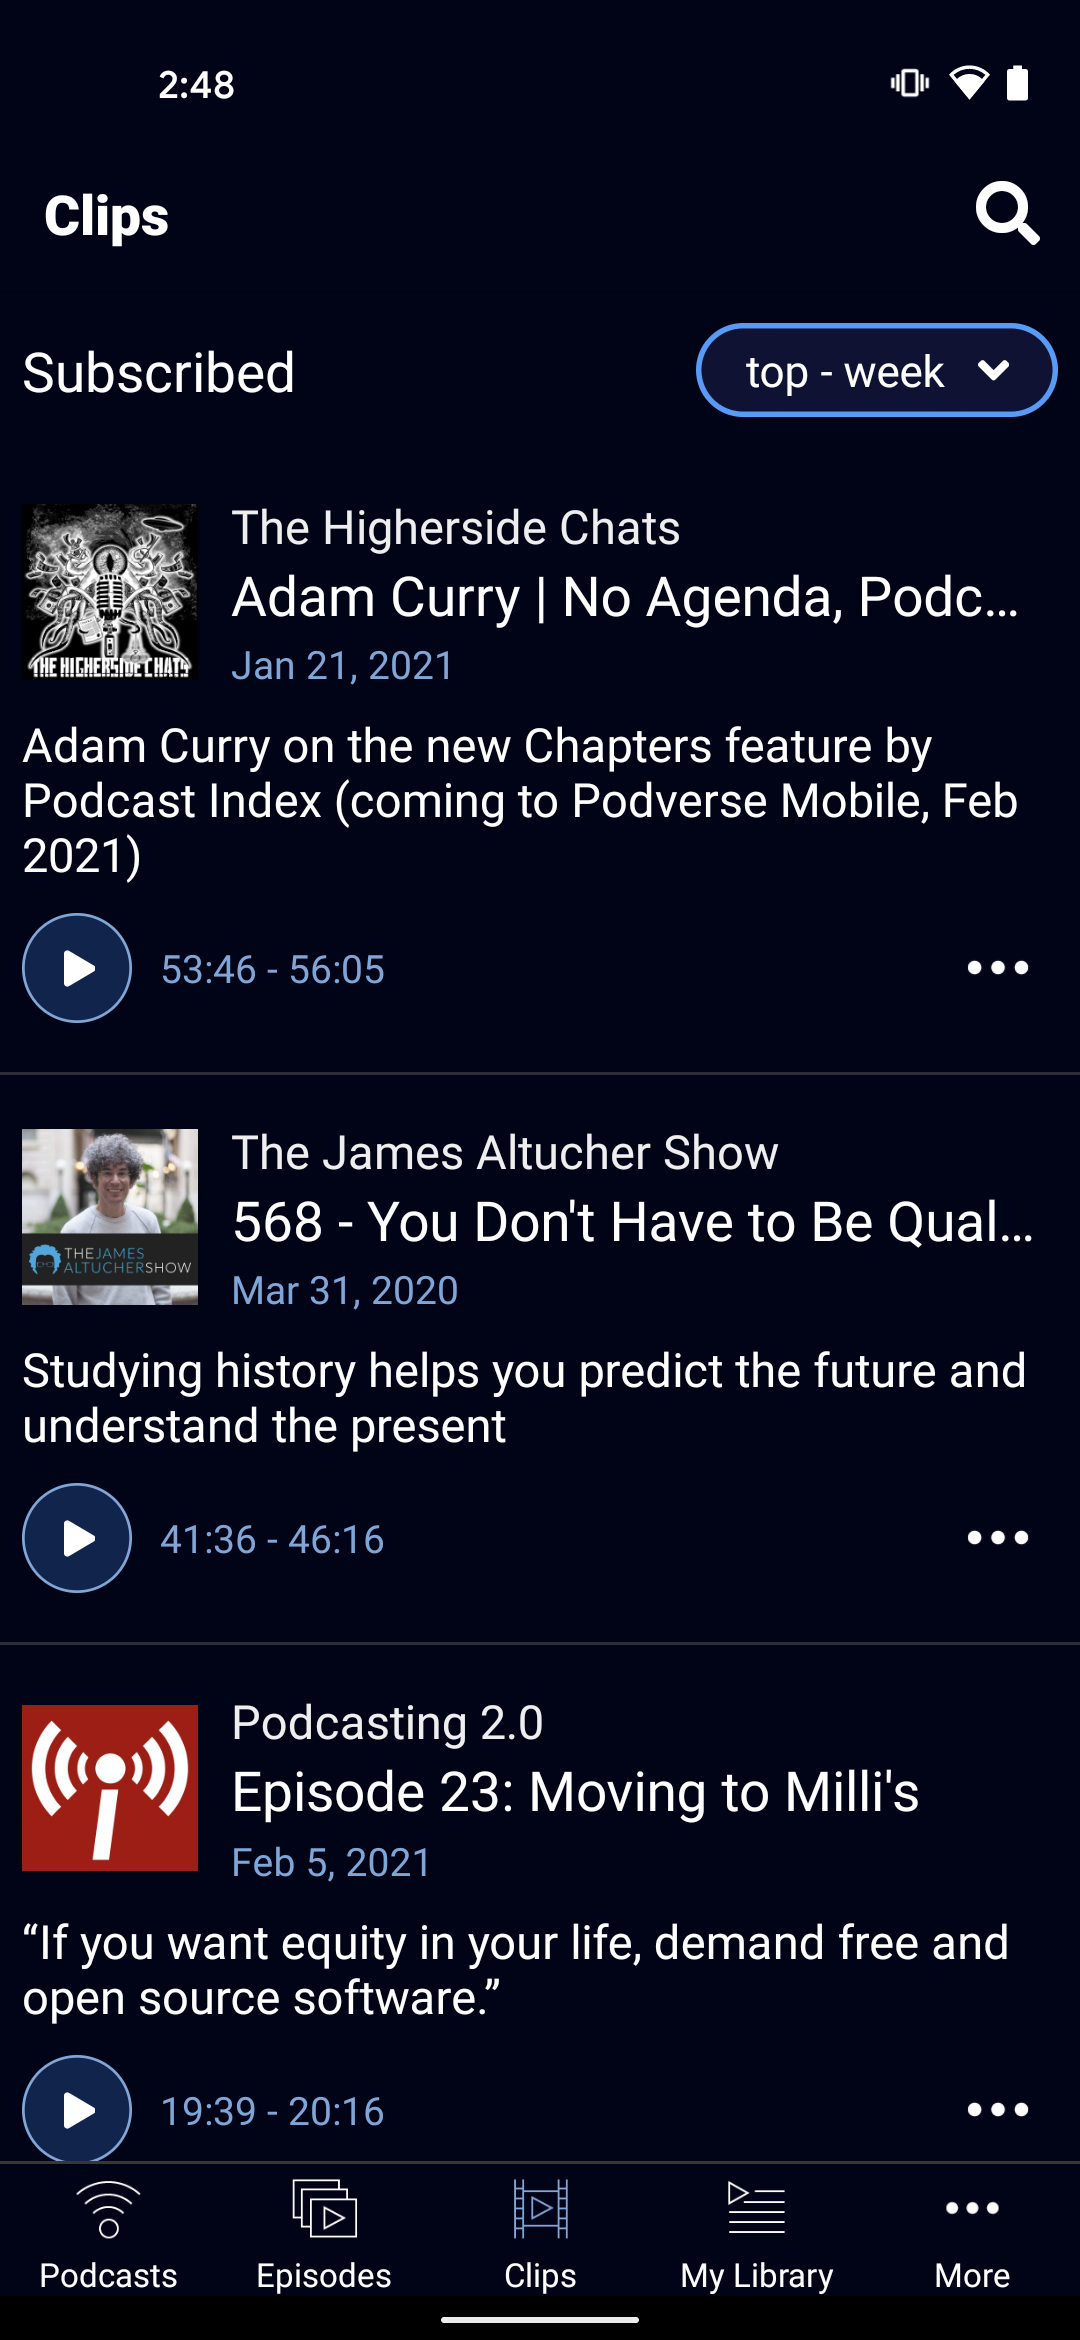 2:48
Clips
Subscribed
top - week
THE HIGHERSIDE CHATS
The Higherside Chats
Adam Curry | No Agenda, Podc...
Jan 21, 2021
Adam Curry on the new Chapters feature by
Podcast Index (coming to Podverse Mobile, Feb
2021)
53:46 - 56:05
THE JAMES
ALTUCHER SHOW
The James Altucher Show
568 - You Don't Have to Be Qual...
Mar 31, 2020
Studying history helps you predict the future and
understand the present
41:36 - 46:16
Podcasting 2.0
Episode 23: Moving to Milli's
Feb 5, 2021
“If you want equity in your life, demand free and
open source software.”
19:39 - 20:16
Podcasts
Episodes
Clips
My Library
More